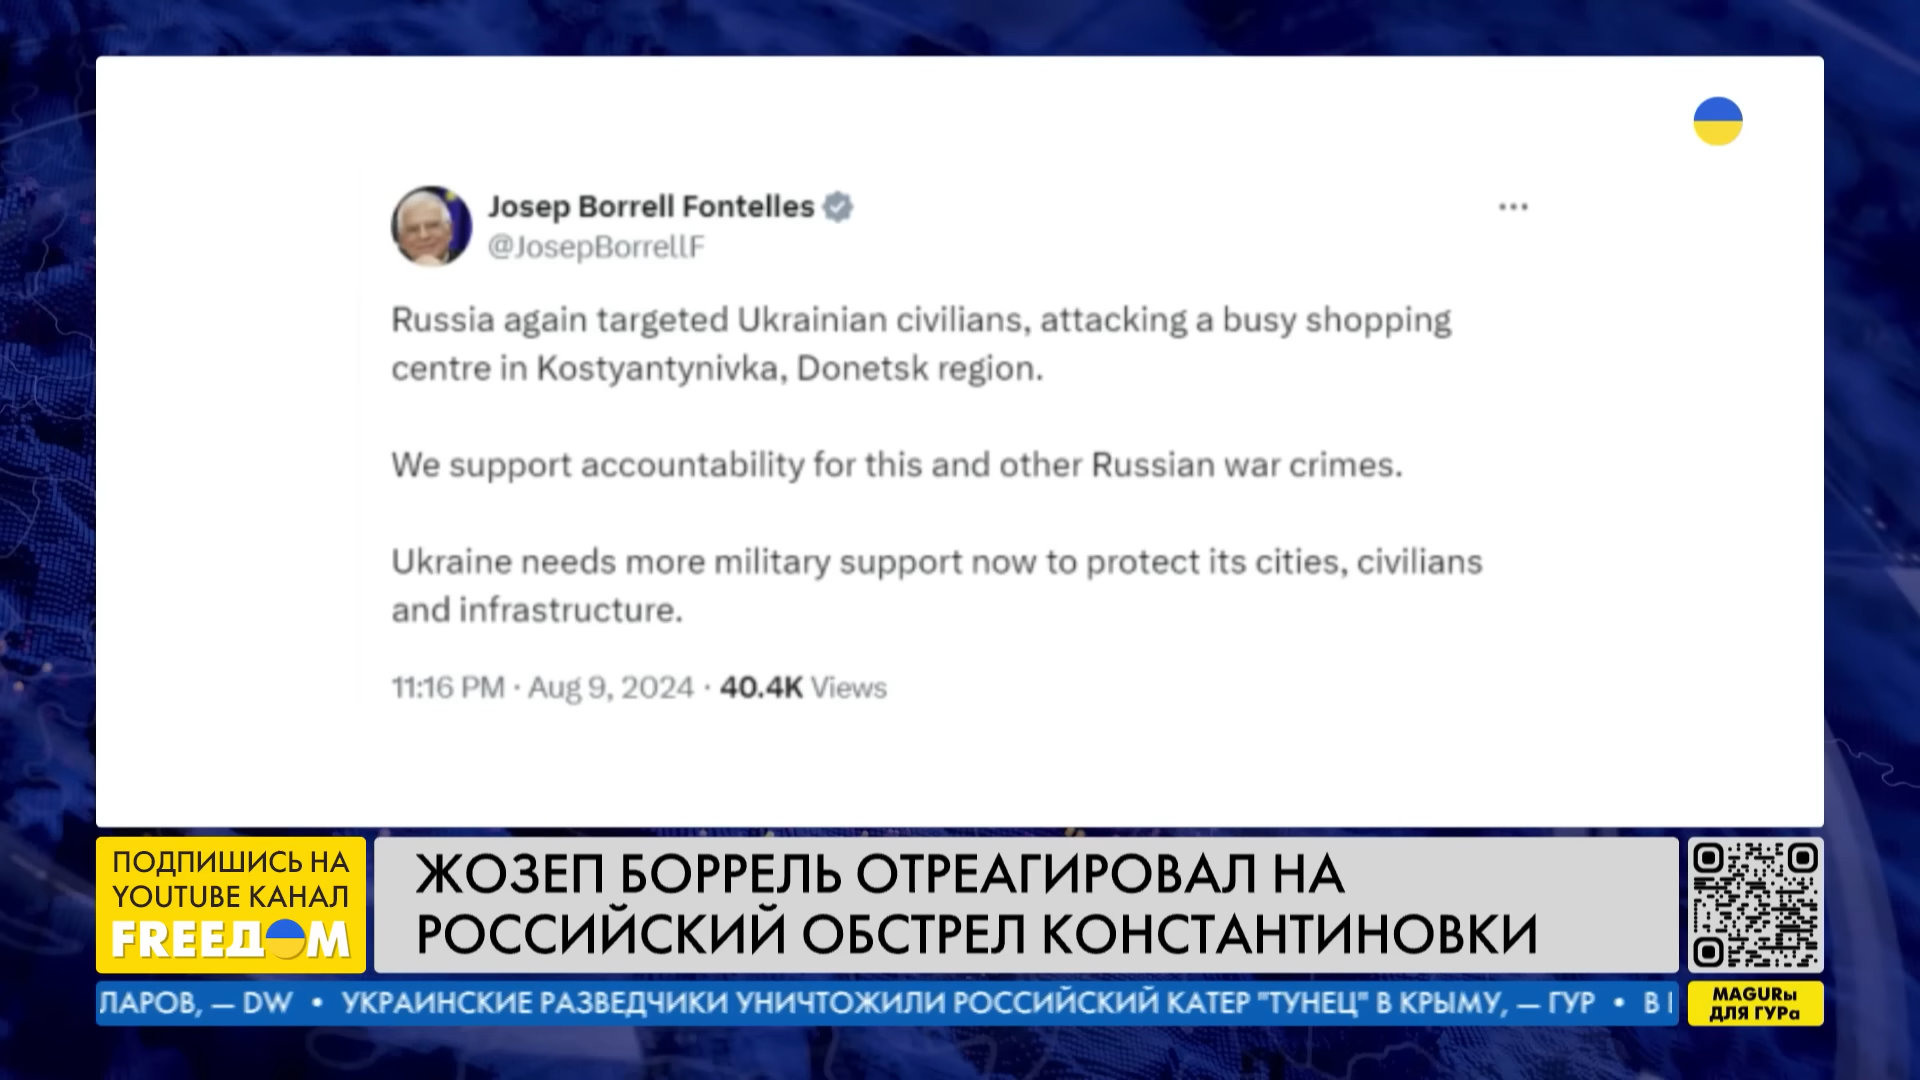 Josep Borrell Fontelles
@JosepBorrellF
Russia again targeted Ukrainian civilians, attacking a busy shopping
centre in Kostyantynivka, Donetsk region.
We support accountability for this and other Russian war crimes.
Ukraine needs more military support now to protect its cities, civilians
and infrastructure.
11:16 PM · Aug 9, 2024 · 40.4K Views
ПОДПИШИСЬ НА
YOUTUBE КАНАЛ
FREEДОМ
ЖОЗЕП БОРРЕЛЬ ОТРЕАГИРОВАЛ НА
РОССИЙСКИЙ ОБСТРЕЛ КОНСТАНТИНОВКИ
ЛАРОВ, — DW • УКРАИНСКИЕ РАЗВЕДЧИКИ УНИЧТОЖИЛИ РОССИЙСКИЙ КАТЕР "ТУНЕЦ" В КРЫМУ, — ГУР • В
MAGURы
ДЛЯ ГУРа